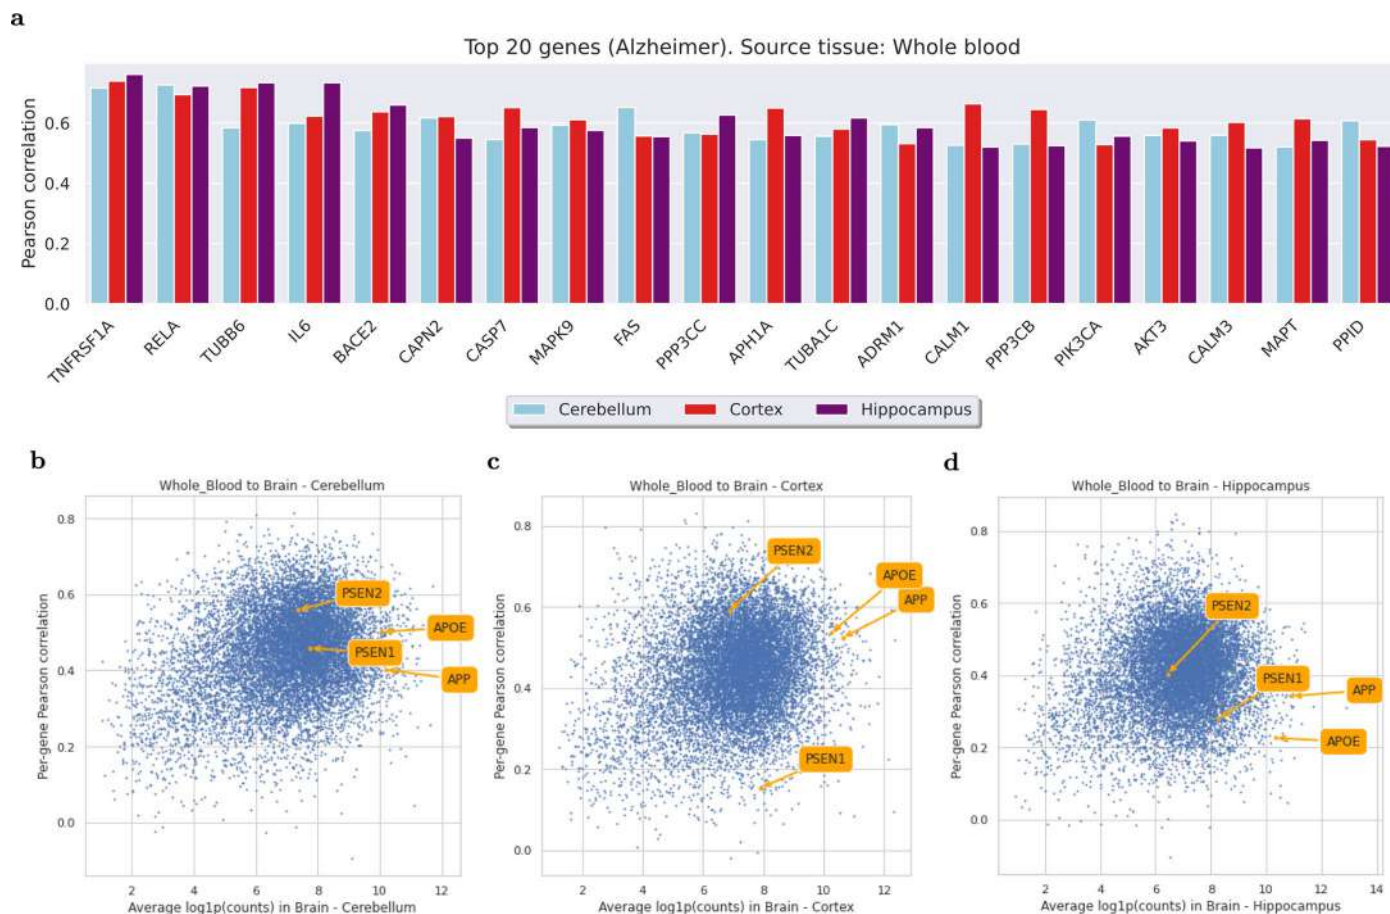 a
Top 20 genes (Alzheimer). Source tissue: Whole blood
Pearson correlation
0.6
0.4
0.2
0.0
TNFRSF1A
RELA
TUBB6
IL6
BACE2
CAPN2
CASP7
MAPK9
FAS
PPP3CC
APH1A
TUBA1C
ADRM1
CALM1
PPP3CB
PIK3CA
AKT3
CALM3
MAPT
PPID
Cerebellum Cortex Hippocampus
b
Whole_Blood to Brain - Cerebellum
Per-gene Pearson correlation
0.8
0.6
0.4
0.2
0.0
PSEN2
APOE
PSEN1
APP
2 4 6 8 10 12
Average log1p(counts) in Brain - Cerebellum
c
Whole_Blood to Brain - Cortex
Per-gene Pearson correlation
0.8
0.6
0.4
0.2
0.0
PSEN2
APOE
APP
PSEN1
2 4 6 8 10 12
Average log1p(counts) in Brain - Cortex
d
Whole_Blood to Brain - Hippocampus
Per-gene Pearson correlation
0.8
0.6
0.4
0.2
0.0
PSEN2
PSEN1
APP
APOE
2 4 6 8 10 12 14
Average log1p(counts) in Brain - Hippocampus